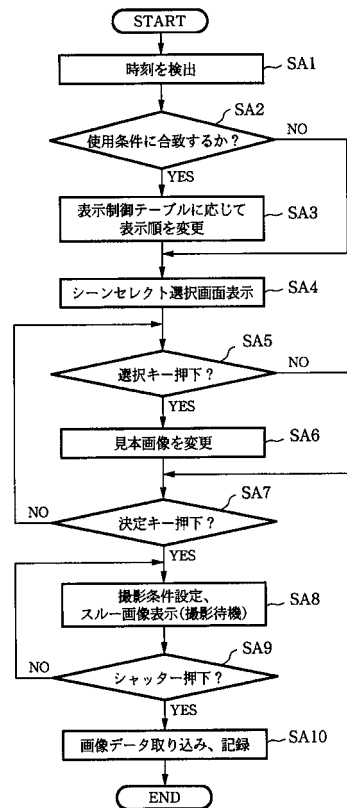 START
時刻を検出
SA1
使用条件に合致するか?
SA2
NO
YES
表示制御テーブルに応じて
表示順を変更
SA3
シーンセレクト選択画面表示
SA4
選択キー押下?
SA5
NO
YES
見本画像を変更
SA6
決定キー押下?
SA7
NO
YES
撮影条件設定、
スルー画像表示(撮影待機)
SA8
シャッター押下?
SA9
NO
YES
画像データ取り込み、記録
SA10
END